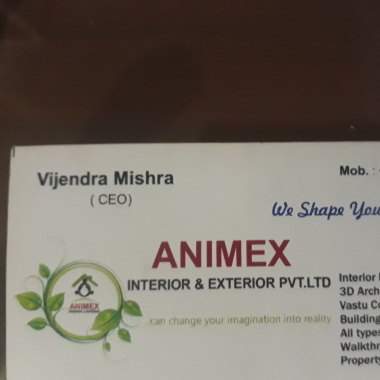 Vijendra Mishra
( CEO)
Mob. :
We Shape You
ANIMEX
INTERIOR & EXTERIOR PVT.LTD
..can change your imagination into reality
ANIMEX
Interior
3D Arch
Vastu Co
Building
All types
Walkthr
Property